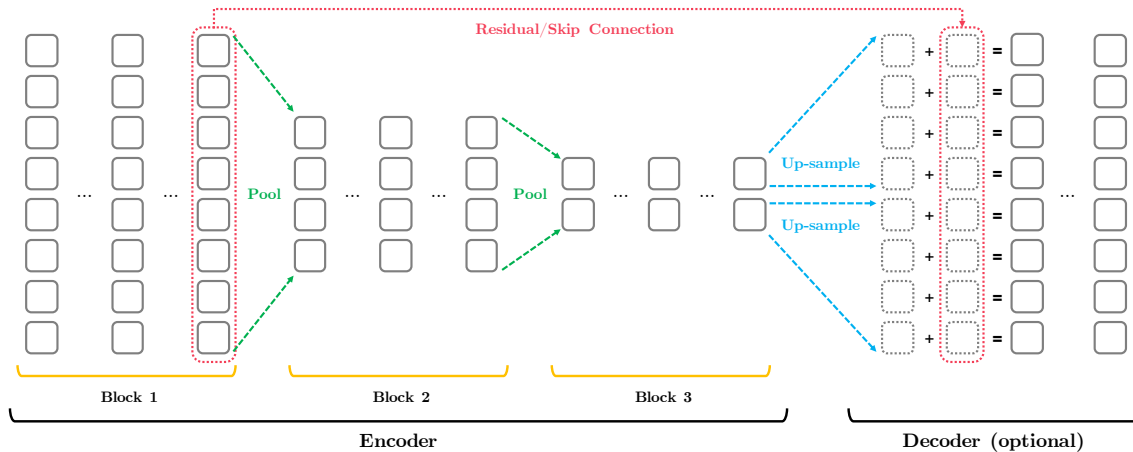 Residual/Skip Connection
+ =
+ =
+ =
Up-sample
... ... Pool ... ... Pool ... ... + = ...
+ =
Up-sample
+ =
+ =
+ =
Block 1 Block 2 Block 3
Encoder Decoder (optional)